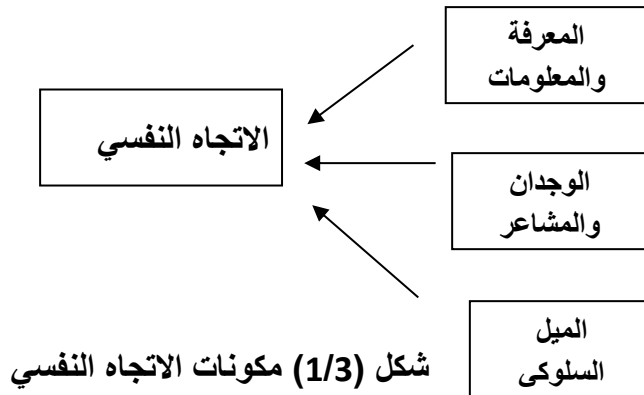 المعرفة
والمعلومات
الاتجاه النفسي
الوجدان
والمشاعر
الميل
السلوكى
شكل (1/3) مكونات الاتجاه النفسي